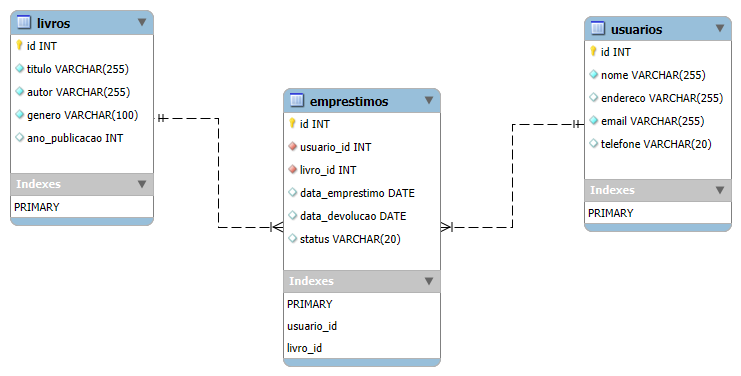 livros
id INT
titulo VARCHAR(255)
autor VARCHAR(255)
genero VARCHAR(100)
ano_publicacao INT
Indexes
PRIMARY
emprestimos
id INT
usuario_id INT
livro_id INT
data_emprestimo DATE
data_devolucao DATE
status VARCHAR(20)
Indexes
PRIMARY
usuario_id
livro_id
usuarios
id INT
nome VARCHAR(255)
endereco VARCHAR(255)
email VARCHAR(255)
telefone VARCHAR(20)
Indexes
PRIMARY